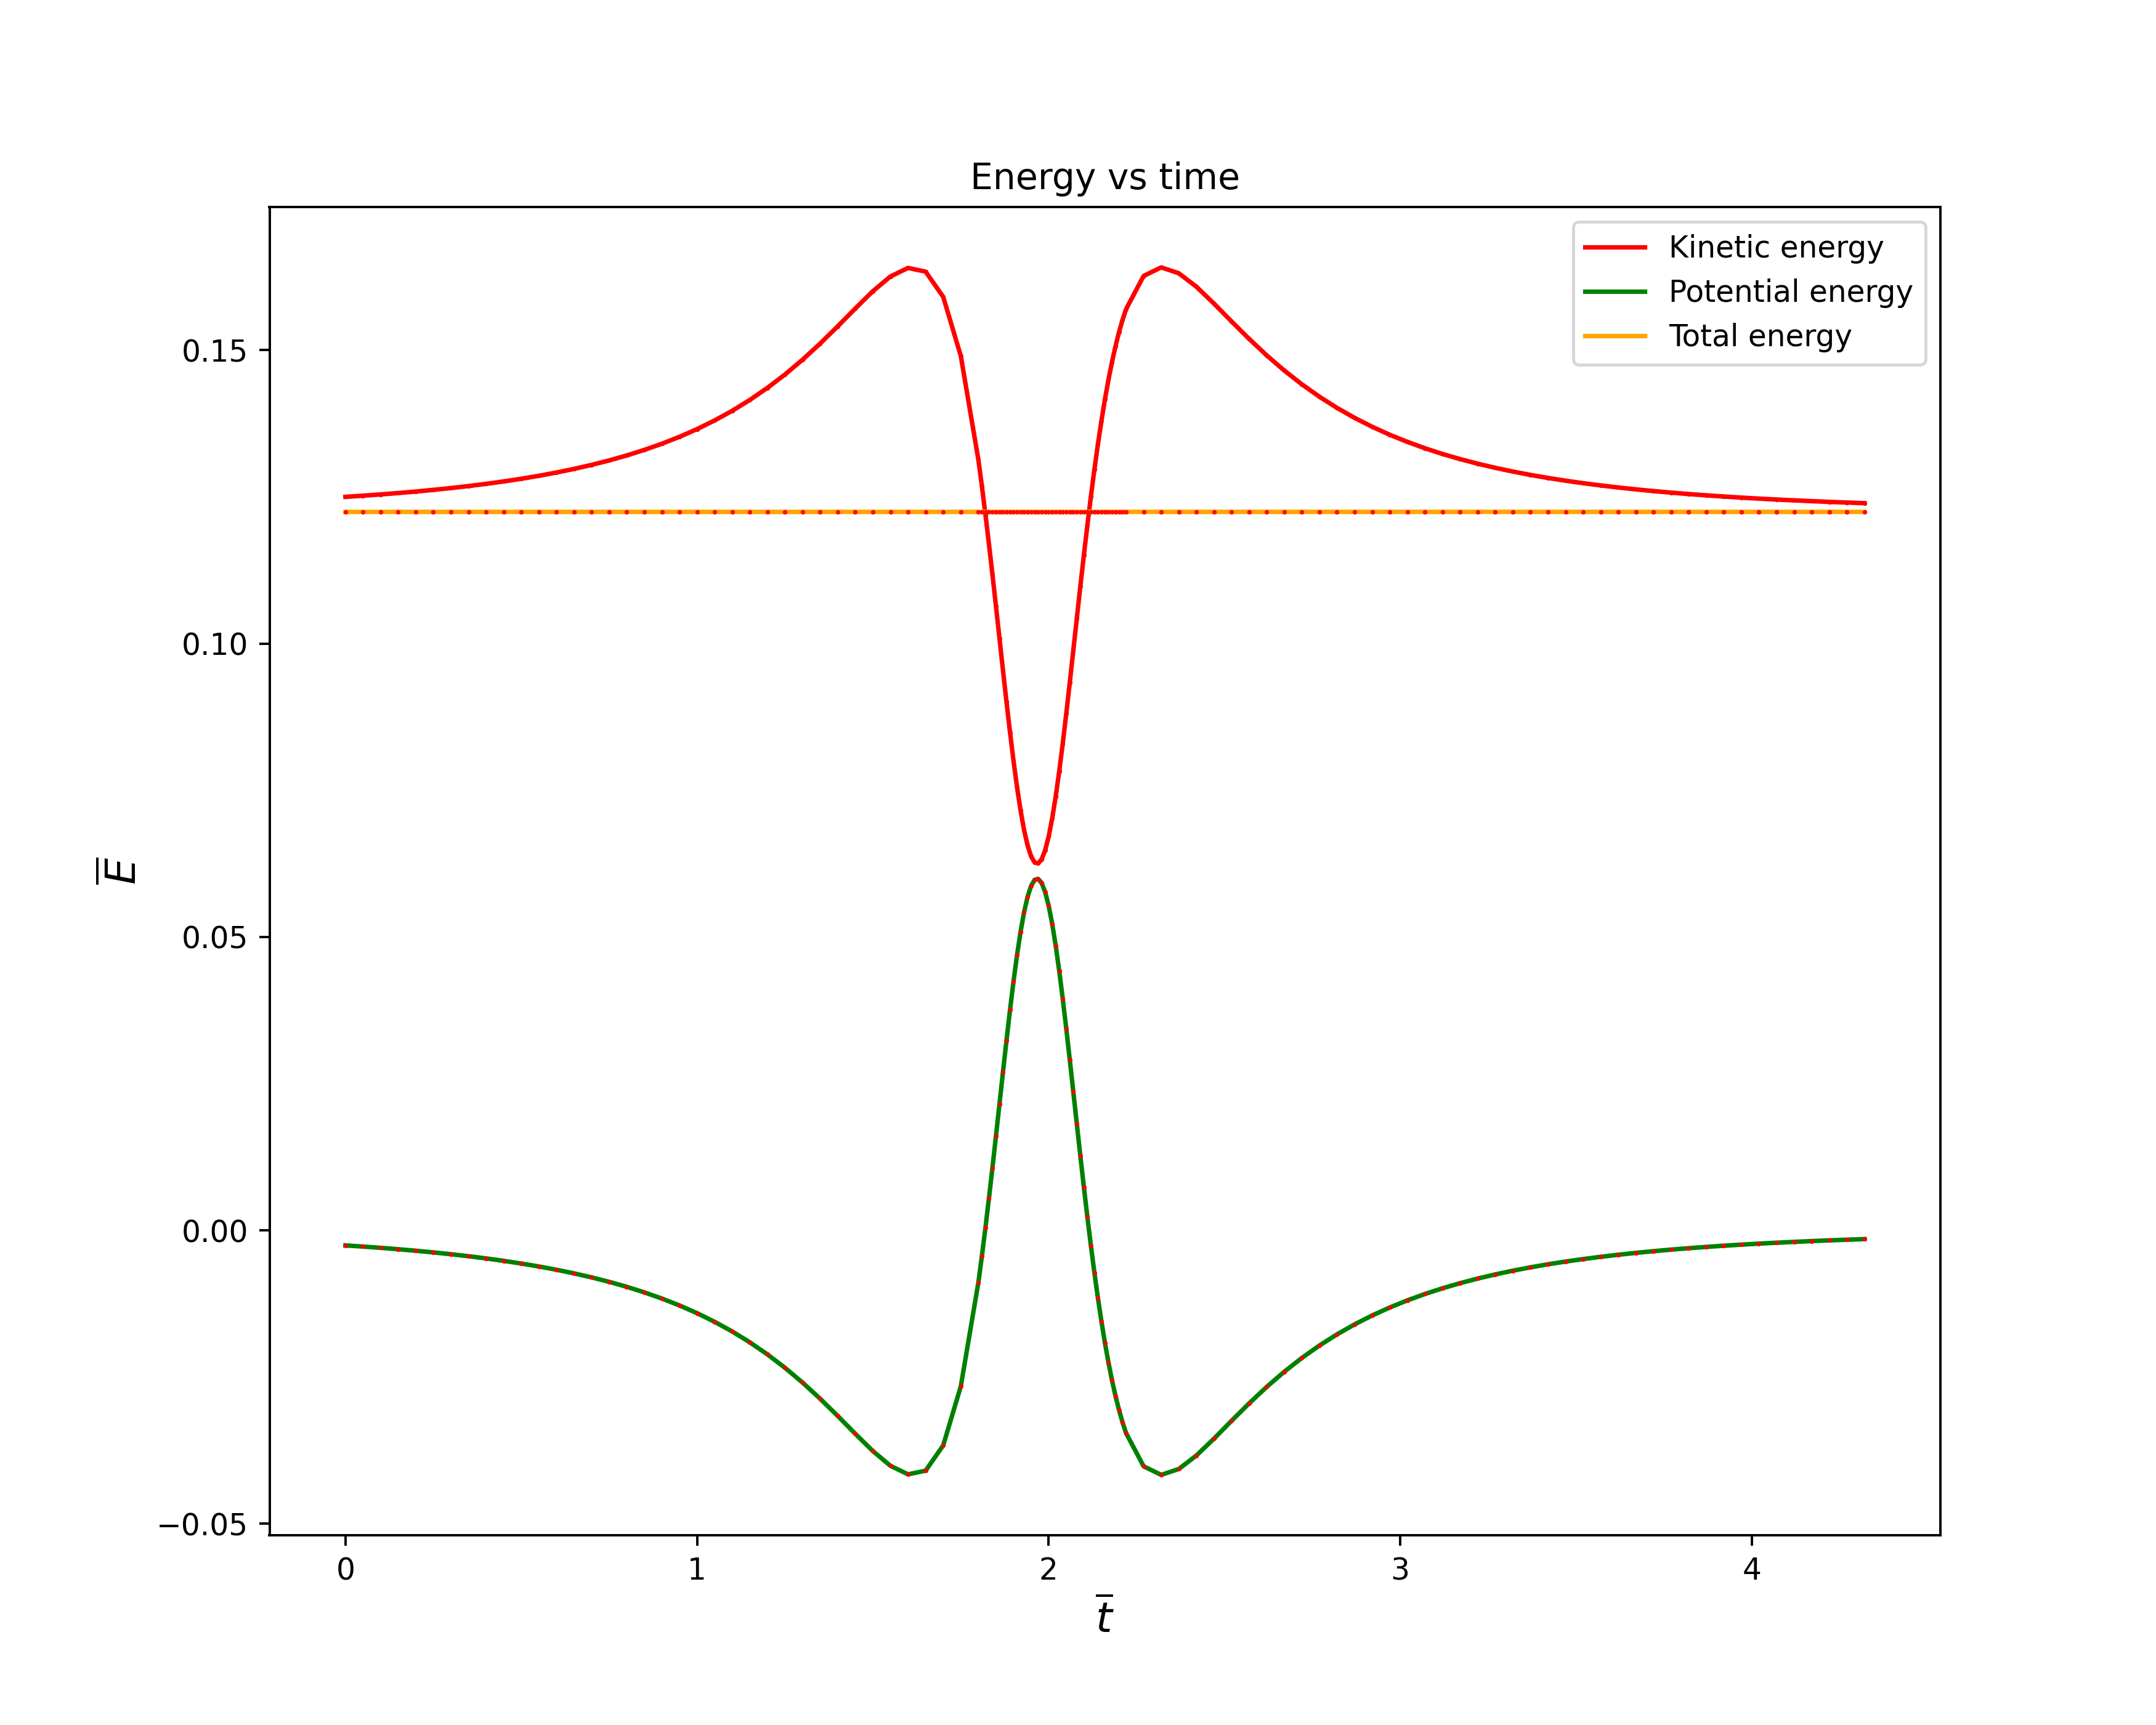 Energy vs time
Kinetic energy
Potential energy
Total energy
0.15
0.10
0.05
0.00
−0.05
E̅
0 1 2 3 4
t̅